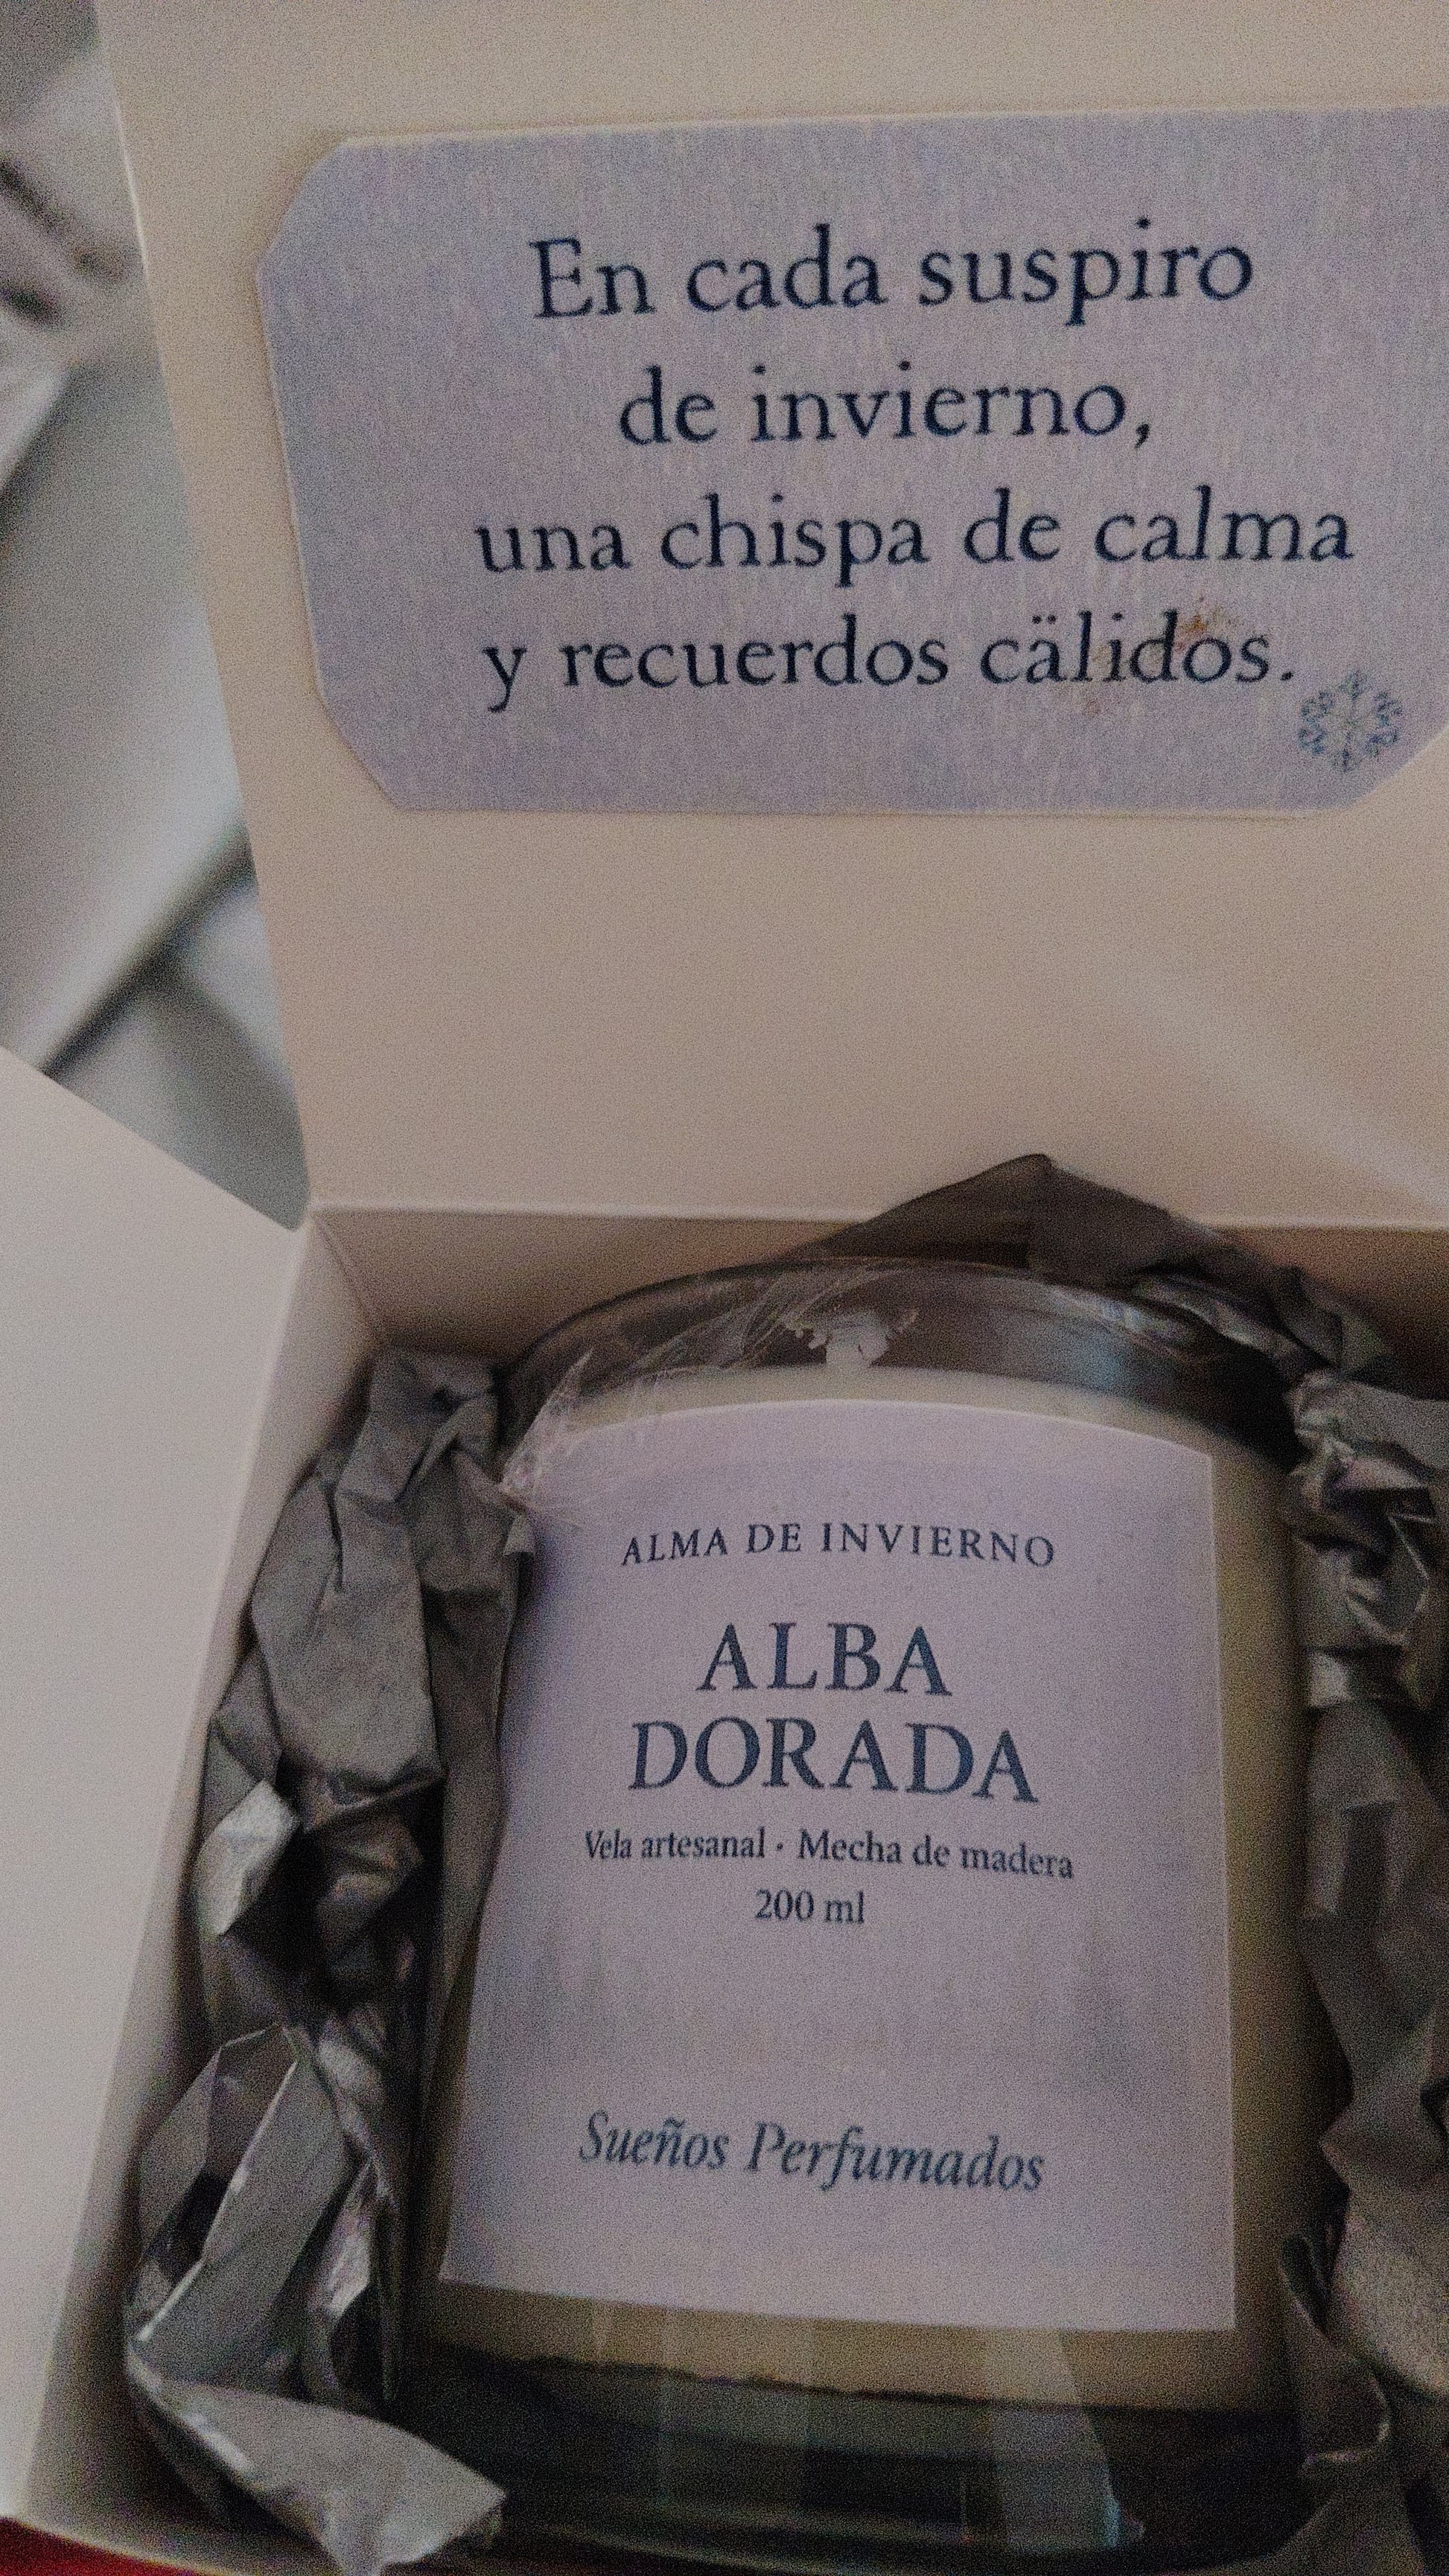 En cada suspiro
de invierno,
una chispa de calma
y recuerdos cälidos.
ALMA DE INVIERNO
ALBA
DORADA
Vela artesanal · Mecha de madera
200 ml
Sueños Perfumados